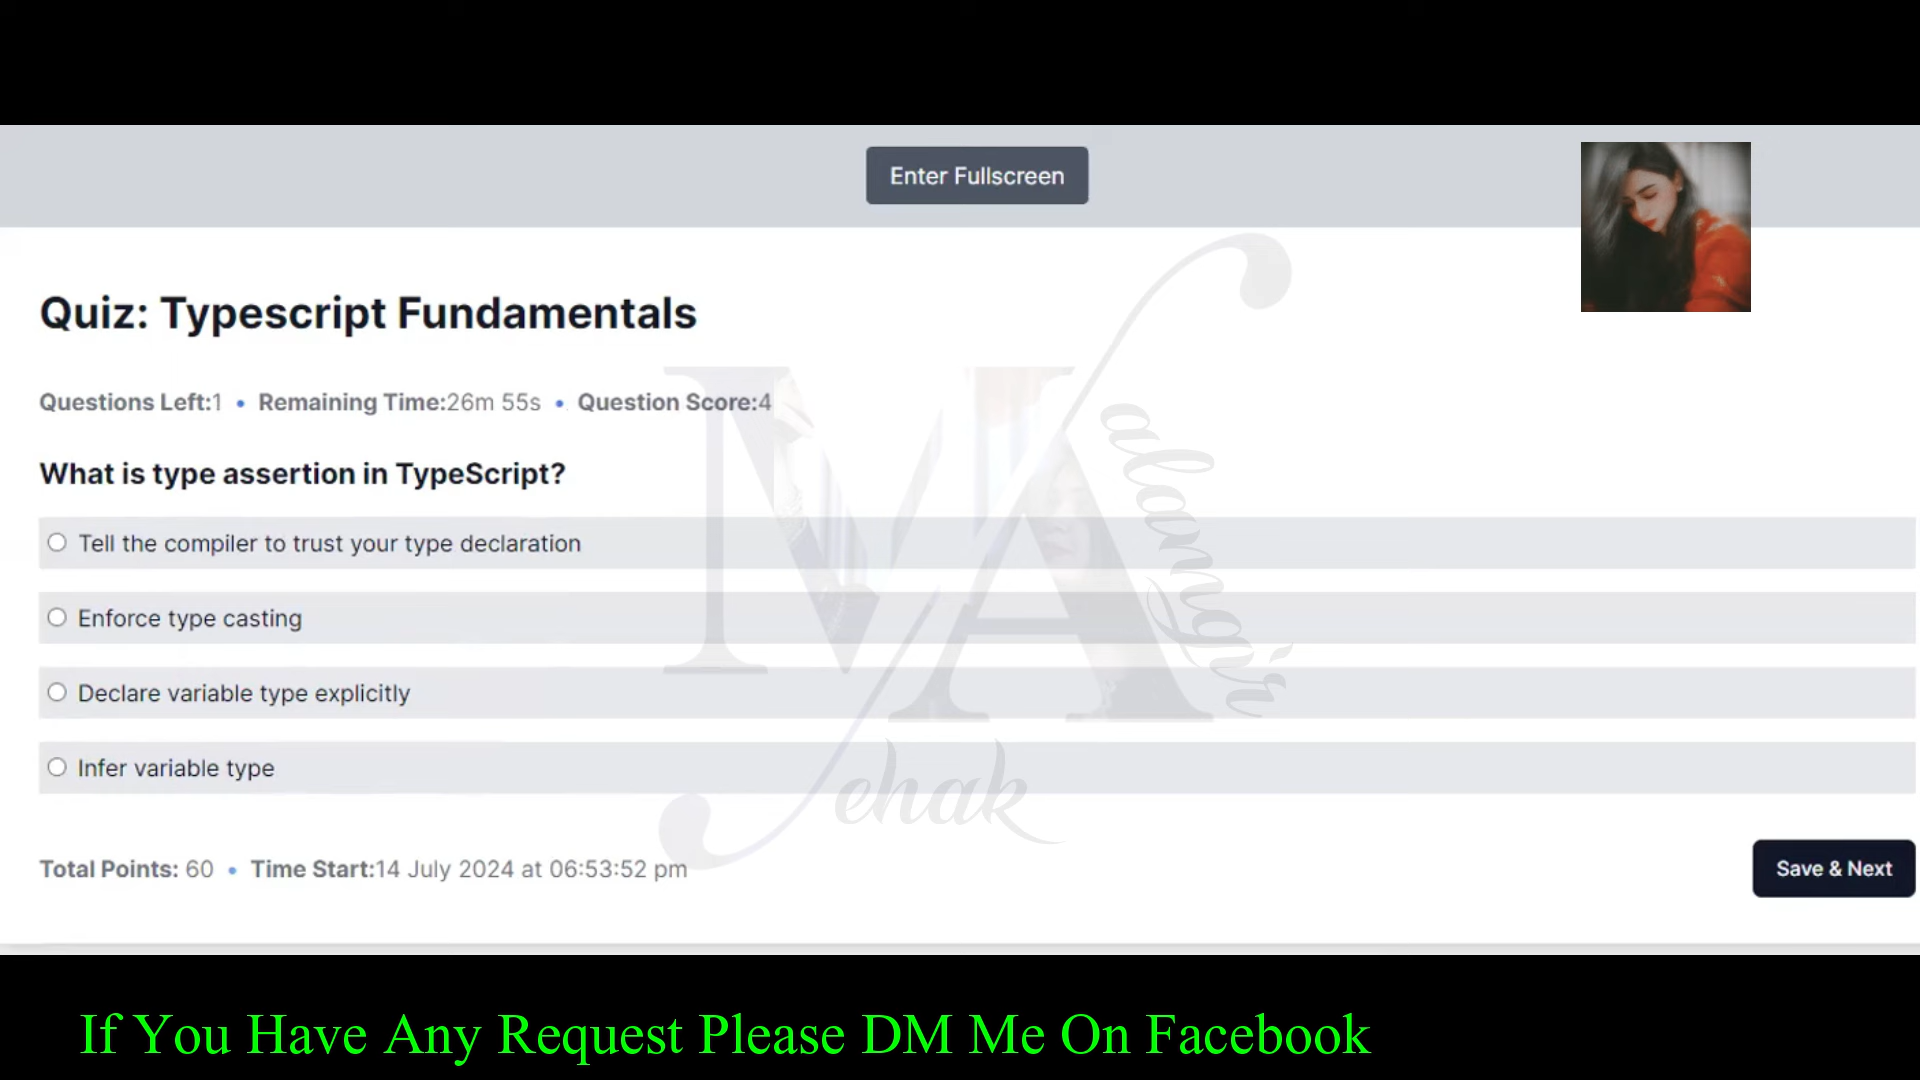 Enter Fullscreen
Quiz: Typescript Fundamentals
Questions Left:1 • Remaining Time:26m 55s • Question Score:4
What is type assertion in TypeScript?
Tell the compiler to trust your type declaration
Enforce type casting
Declare variable type explicitly
Infer variable type
MA
alangir
ehak
Total Points: 60 • Time Start:14 July 2024 at 06:53:52 pm
Save & Next
If You Have Any Request Please DM Me On Facebook